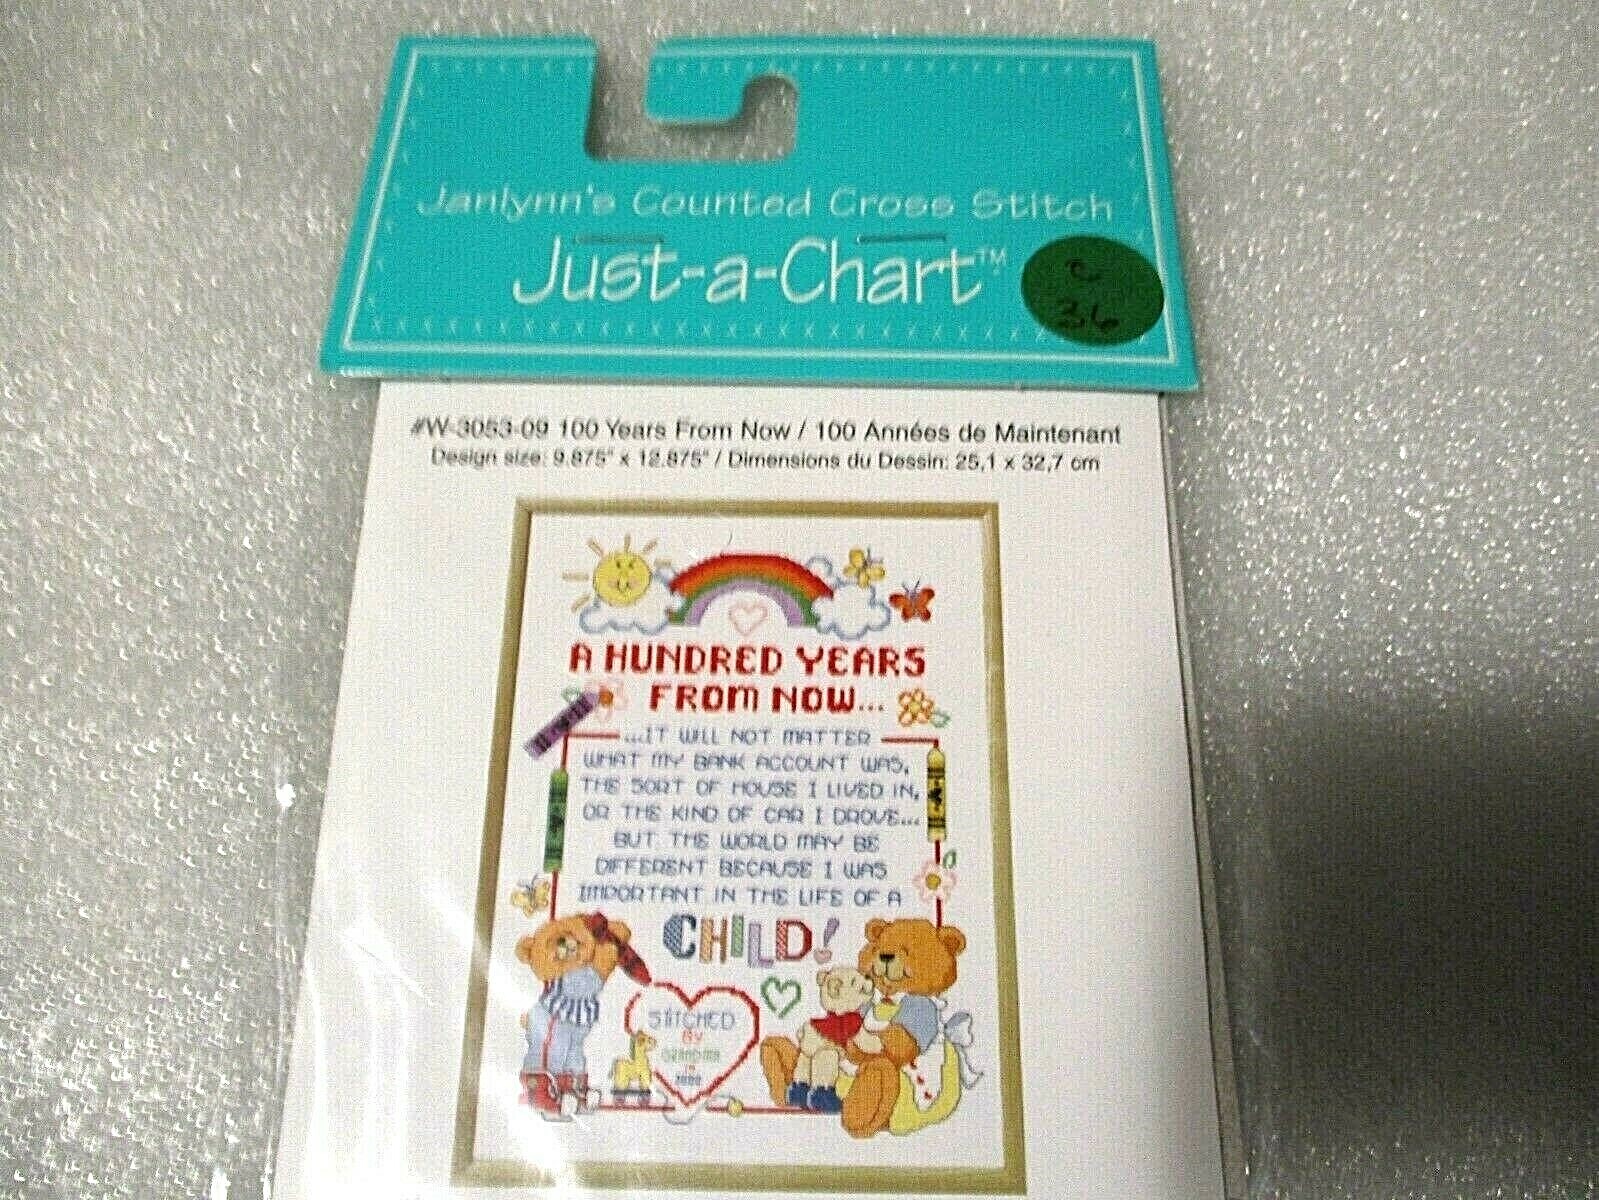 Janlynn's Counted Cross Stitch
Just-a-Chart™
C
36
#W-3053-09 100 Years From Now / 100 Années de Maintenant
Design size: 9.875" x 12.875" / Dimensions du Dessin: 25,1 x 32,7 cm
A HUNDRED YEARS
FROM NOW...
...IT WILL NOT MATTER
WHAT MY BANK ACCOUNT WAS,
THE SORT OF HOUSE I LIVED IN,
OR THE KIND OF CAR I DROVE...
BUT THE WORLD MAY BE
DIFFERENT BECAUSE I WAS
IMPORTANT IN THE LIFE OF A
CHILD!
STITCHED
BY
GRANDMA
IN